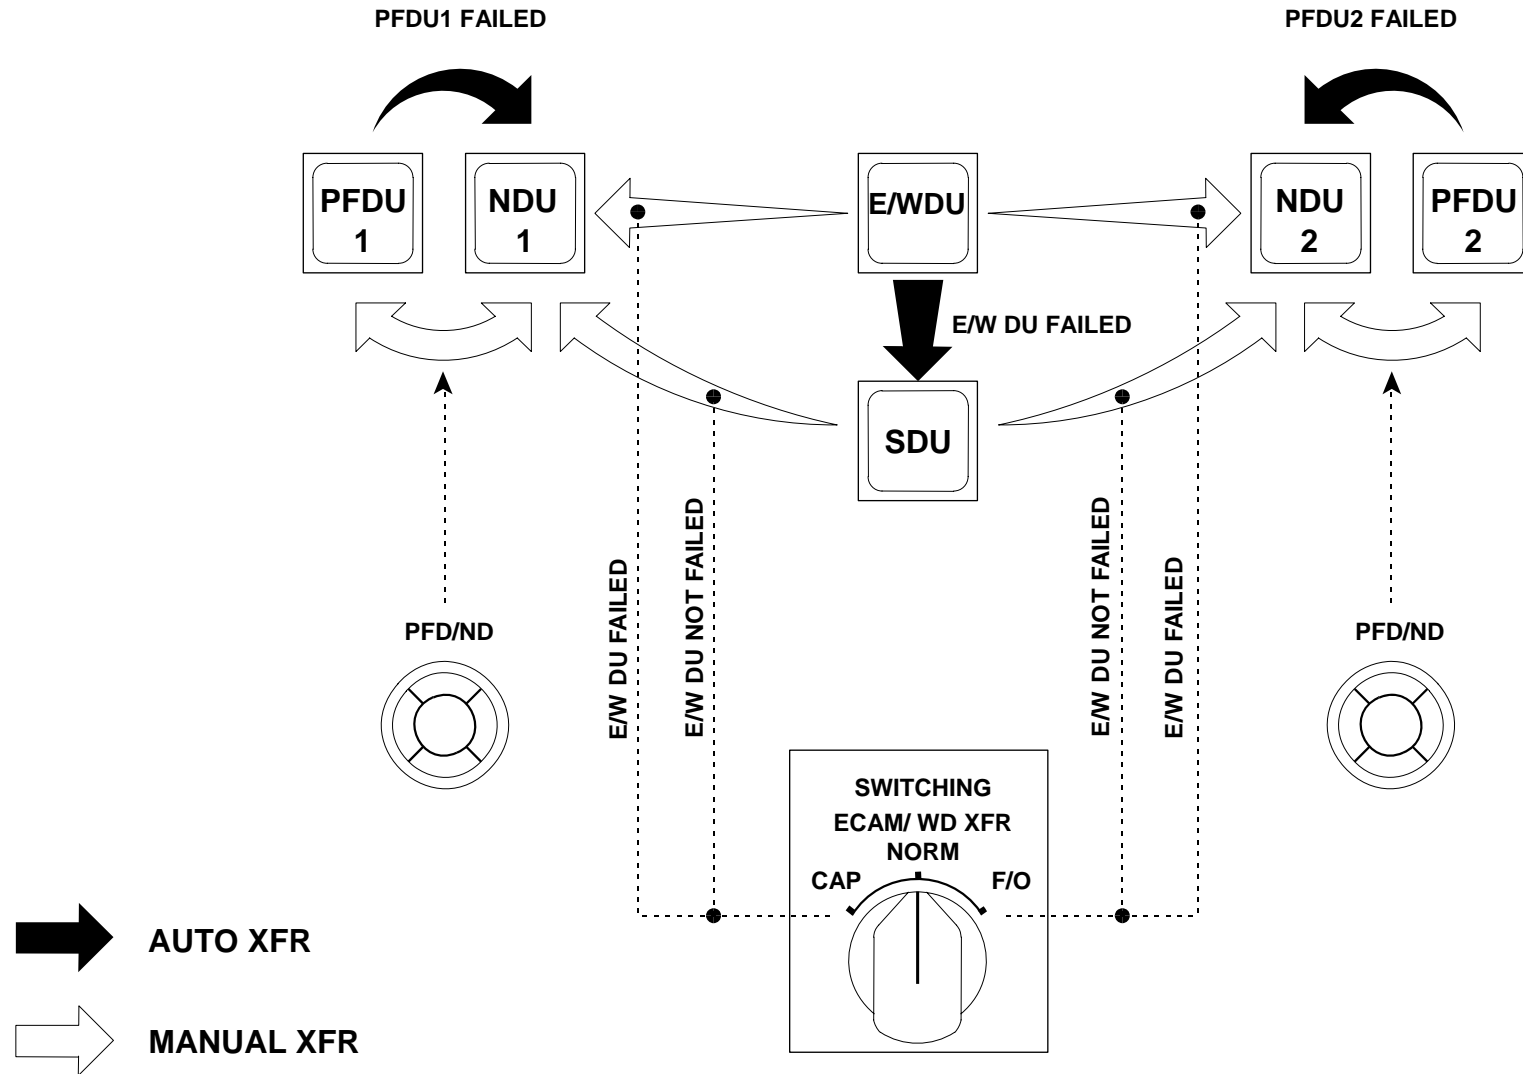 PFDU1 FAILED
PFDU2 FAILED
PFDU
1
NDU
1
E/WDU
NDU
2
PFDU
2
E/W DU FAILED
SDU
E/W DU FAILED
E/W DU NOT FAILED
E/W DU NOT FAILED
E/W DU FAILED
PFD/ND
PFD/ND
SWITCHING
ECAM/ WD XFR
NORM
CAP
F/O
AUTO XFR
MANUAL XFR